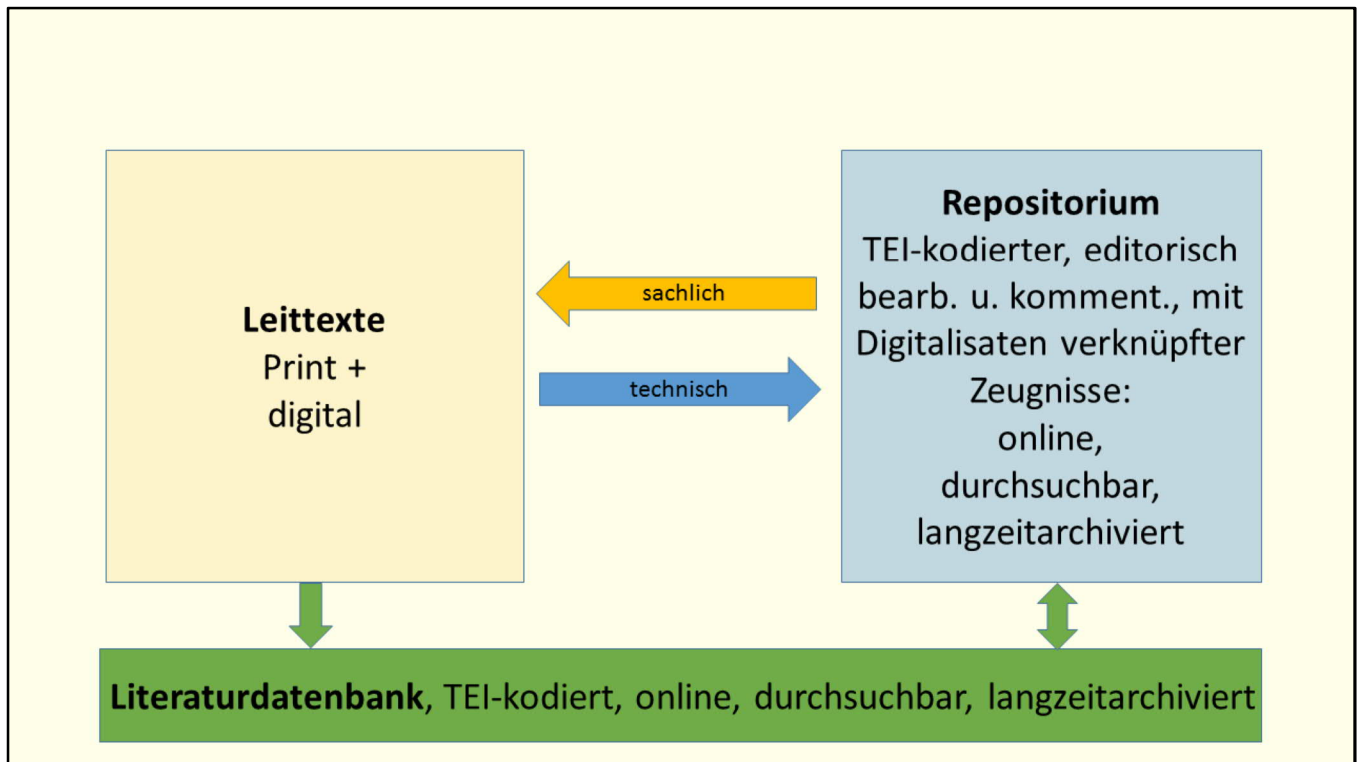 Leittexte
Print +
digital
sachlich
technisch
Repositorium
TEI-kodierter, editorisch
bearb. u. komment., mit
Digitalisaten verknüpfter
Zeugnisse:
online,
durchsuchbar,
langzeitarchiviert
Literaturdatenbank, TEI-kodiert, online, durchsuchbar, langzeitarchiviert